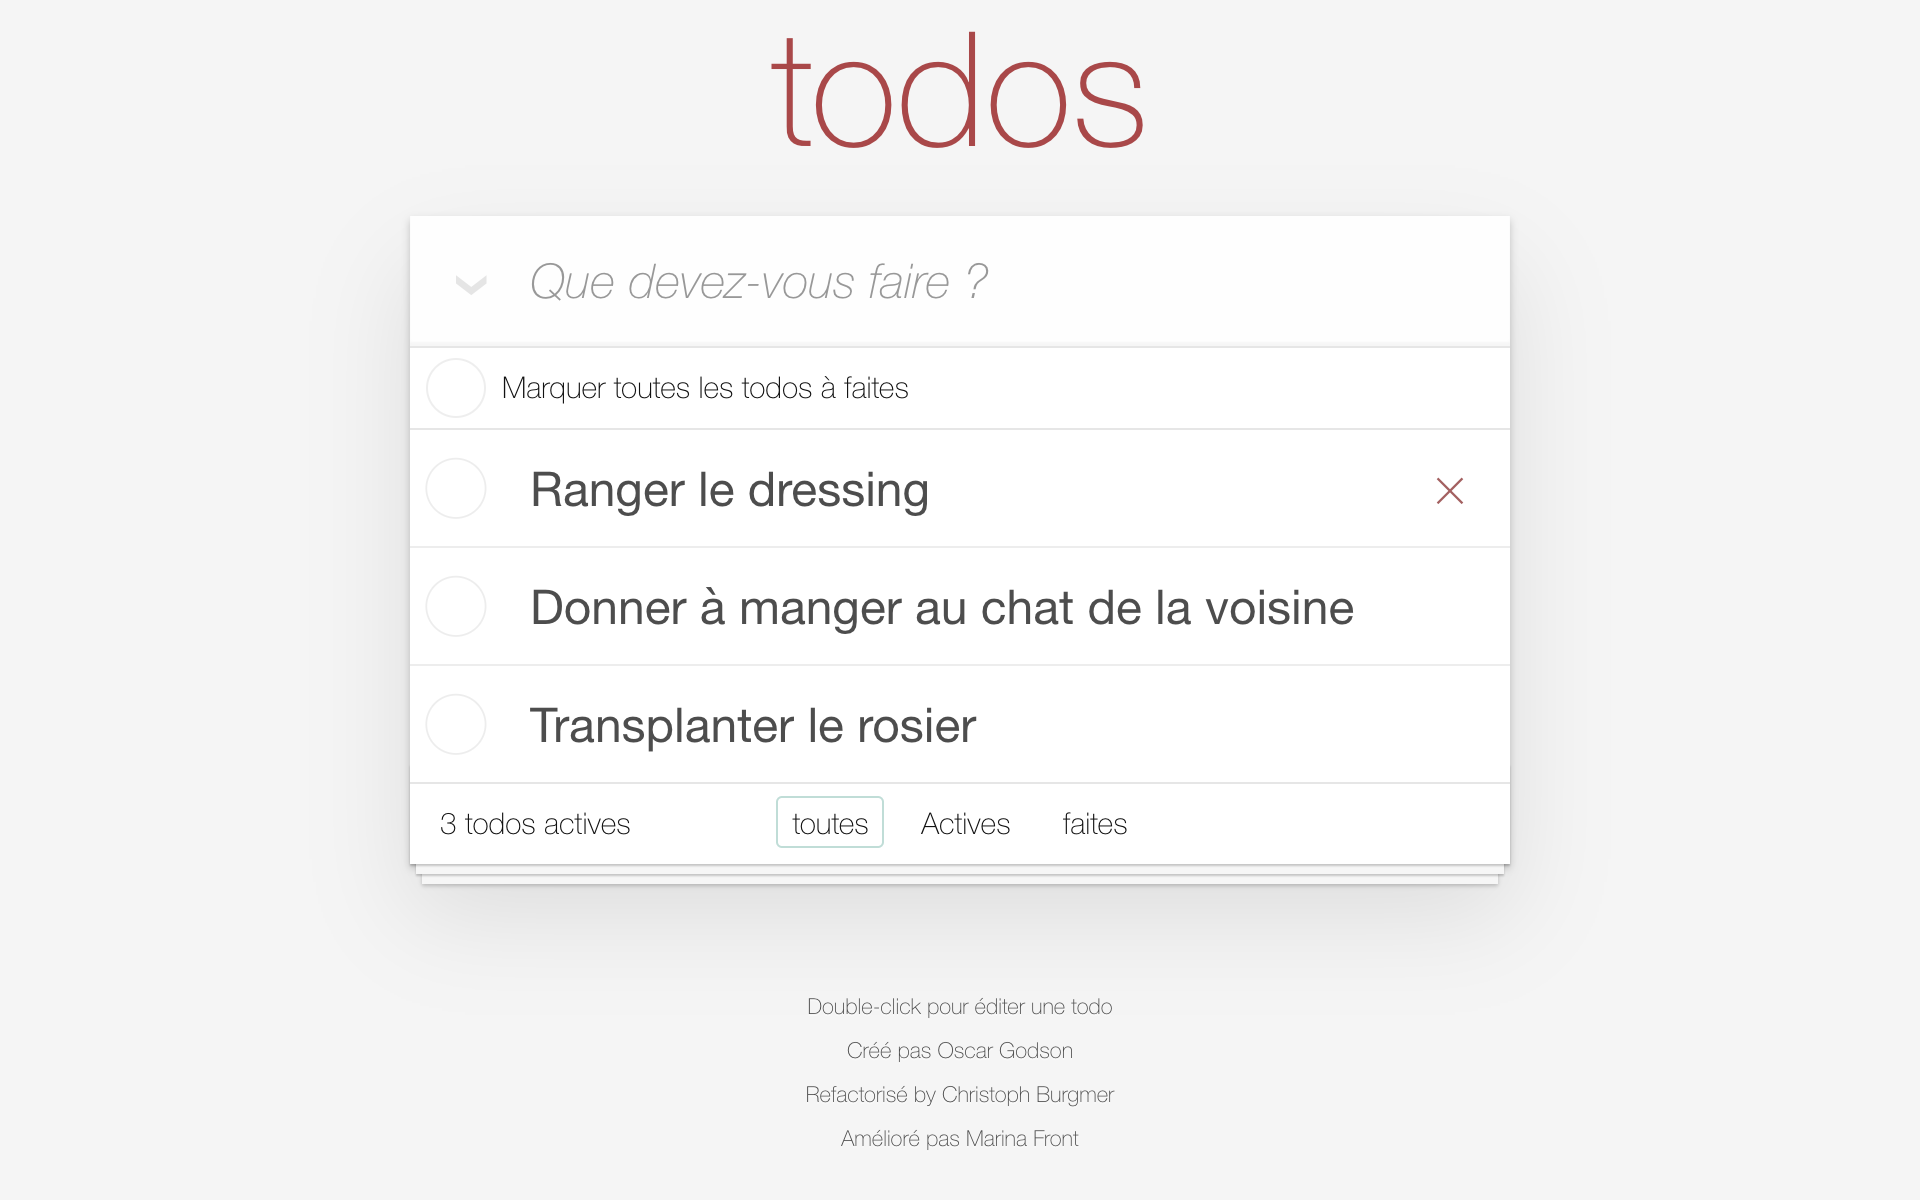 todos
Que devez-vous faire ?
Marquer toutes les todos à faites
Ranger le dressing
Donner à manger au chat de la voisine
Transplanter le rosier
3 todos actives toutes Actives faites
Double-click pour éditer une todo
Créé pas Oscar Godson
Refactorisé by Christoph Burgmer
Amélioré pas Marina Front